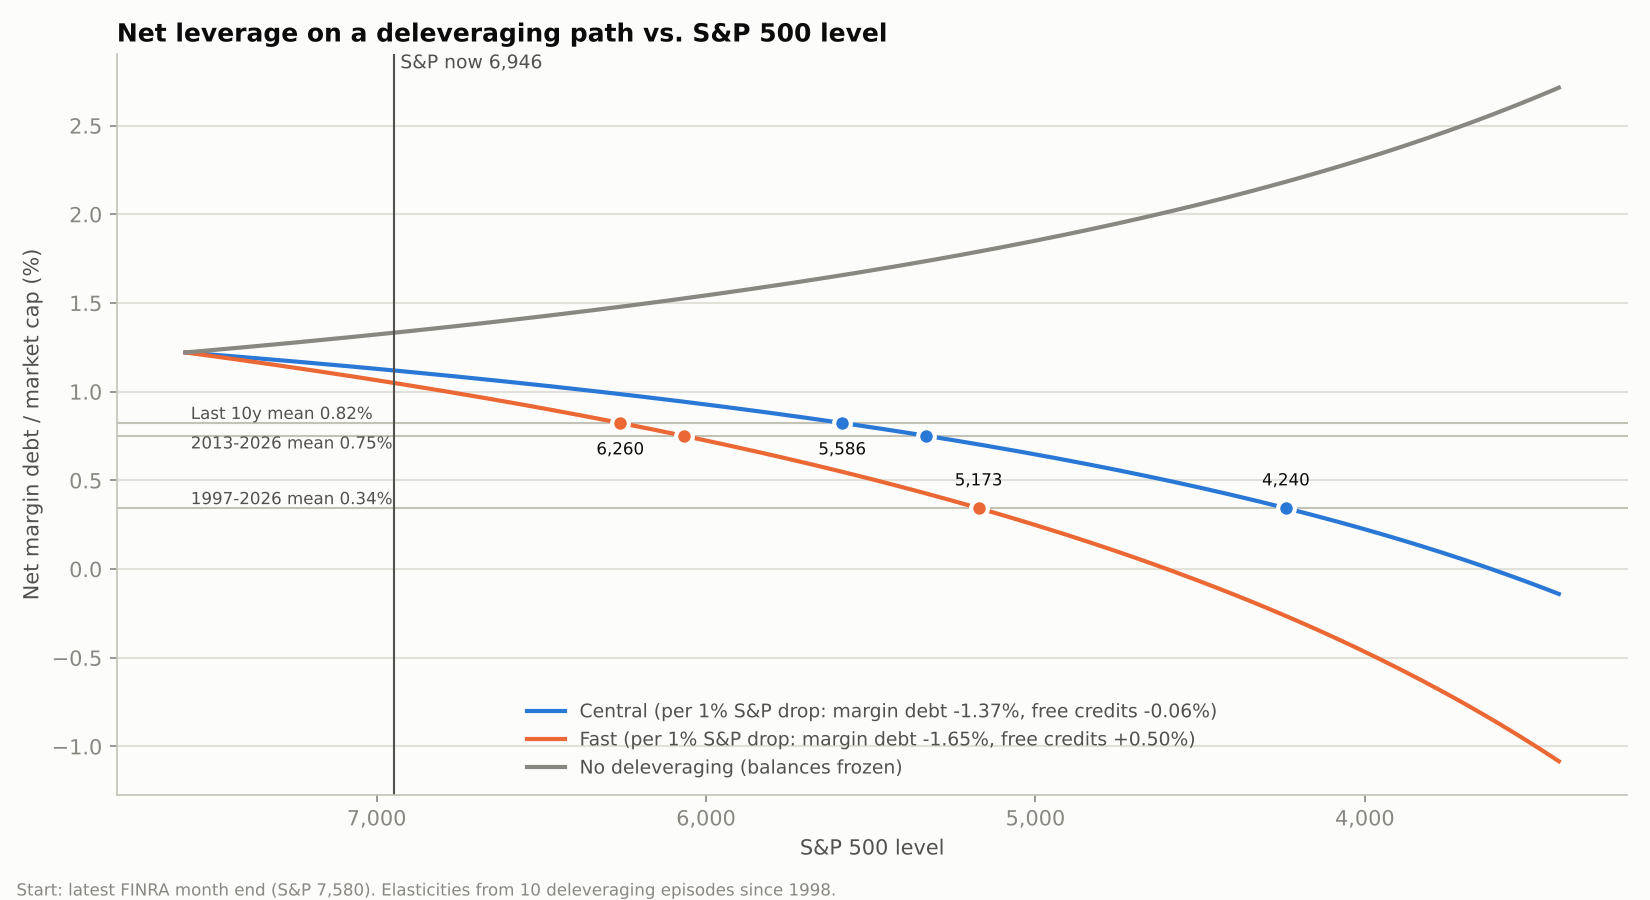 Net leverage on a deleveraging path vs. S&P 500 level
S&P now 6,946
Net margin debt / market cap (%)
2.5
2.0
1.5
1.0
0.5
0.0
−0.5
−1.0
Last 10y mean 0.82%
2013-2026 mean 0.75%
1997-2026 mean 0.34%
6,260
5,586
5,173
4,240
Central (per 1% S&P drop: margin debt -1.37%, free credits -0.06%)
Fast (per 1% S&P drop: margin debt -1.65%, free credits +0.50%)
No deleveraging (balances frozen)
7,000
6,000
5,000
4,000
S&P 500 level
Start: latest FINRA month end (S&P 7,580). Elasticities from 10 deleveraging episodes since 1998.